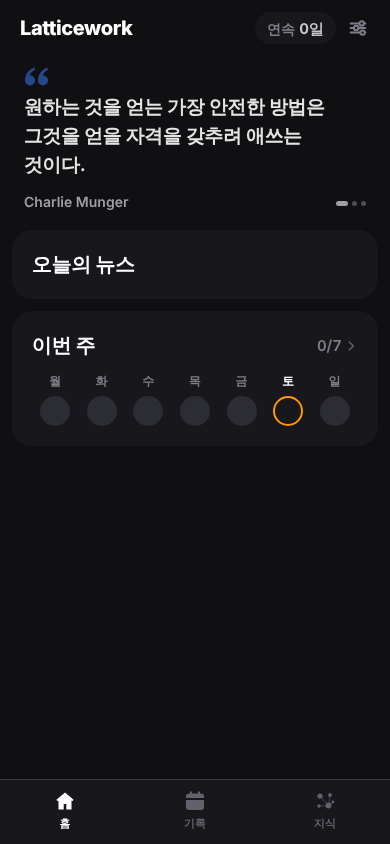 Latticework
연속 0일
원하는 것을 얻는 가장 안전한 방법은
그것을 얻을 자격을 갖추려 애쓰는
것이다.
Charlie Munger
오늘의 뉴스
이번 주
0/7
월 화 수 목 금 토 일
홈 기록 지식